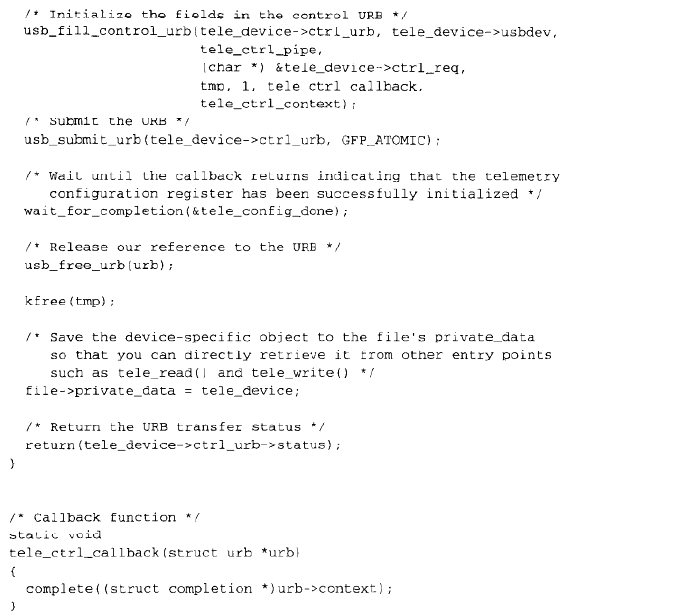 /* Initialize the fields in the control URB */
usb_fill_control_urb(tele_device->ctrl_urb, tele_device->usbdev,
tele_ctrl_pipe,
(char *) &tele_device->ctrl_req,
tmp, 1, tele_ctrl_callback,
tele_ctrl_context);
/* Submit the URB */
usb_submit_urb(tele_device->ctrl_urb, GFP_ATOMIC);
/* Wait until the callback returns indicating that the telemetry
configuration register has been successfully initialized */
wait_for_completion(&tele_config_done);
/* Release our reference to the URB */
usb_free_urb(urb);
kfree(tmp);
/* Save the device-specific object to the file's private_data
so that you can directly retrieve it from other entry points
such as tele_read() and tele_write() */
file->private_data = tele_device;
/* Return the URB transfer status */
return(tele_device->ctrl_urb->status);
}
/* Callback function */
static void
tele_ctrl_callback(struct urb *urb)
{
complete((struct completion *)urb->context);
}